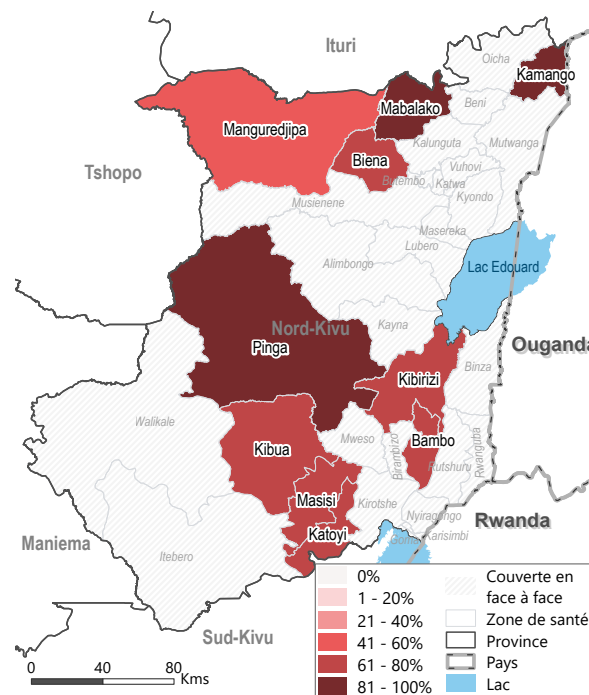 Ituri
Oicha
Kamango
Mabalako
Beni
Manguredjipa
Kalunguta
Mutwanga
Biena
Vuhovi
Tshopo
Butembo
Katwa
Kyondo
Musienene
Masereka
Lubero
Alimbongo
Lac Edouard
Nord-Kivu
Kayna
Pinga
Ouganda
Kibirizi
Binza
Walikale
Mweso
Birambizo
Bambo
Kibua
Rutshuru
Rwanguba
Masisi
Kirotshe
Nyiragongo
Rwanda
Katoyi
Goma
Karisimbi
Maniema
Itebero
Sud-Kivu
0%
1 - 20%
21 - 40%
41 - 60%
61 - 80%
81 - 100%
Couverte en
face à face
Zone de santé
Province
Pays
Lac
0 40 80
Kms